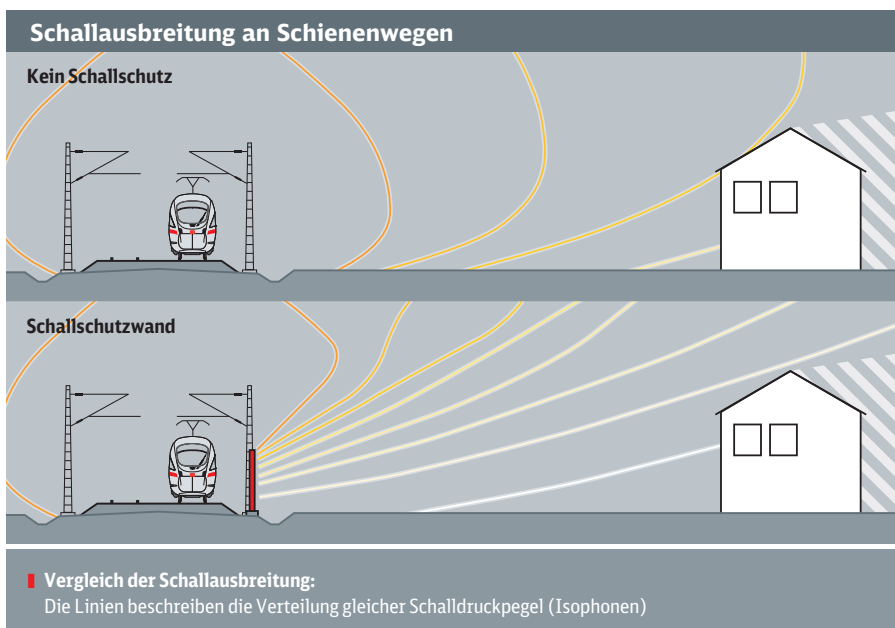 Schallausbreitung an Schienenwegen
Kein Schallschutz
Schallschutzwand
Vergleich der Schallausbreitung:
Die Linien beschreiben die Verteilung gleicher Schalldruckpegel (Isophonen)